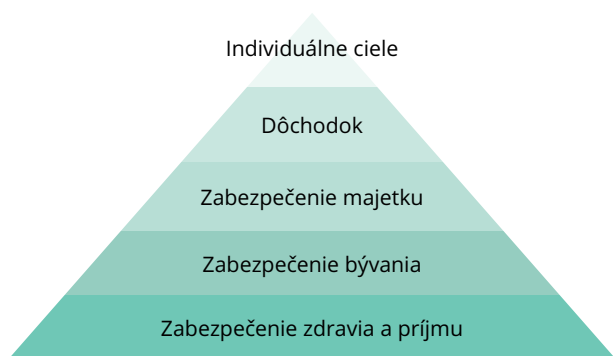 Individuálne ciele
Dôchodok
Zabezpečenie majetku
Zabezpečenie bývania
Zabezpečenie zdravia a príjmu